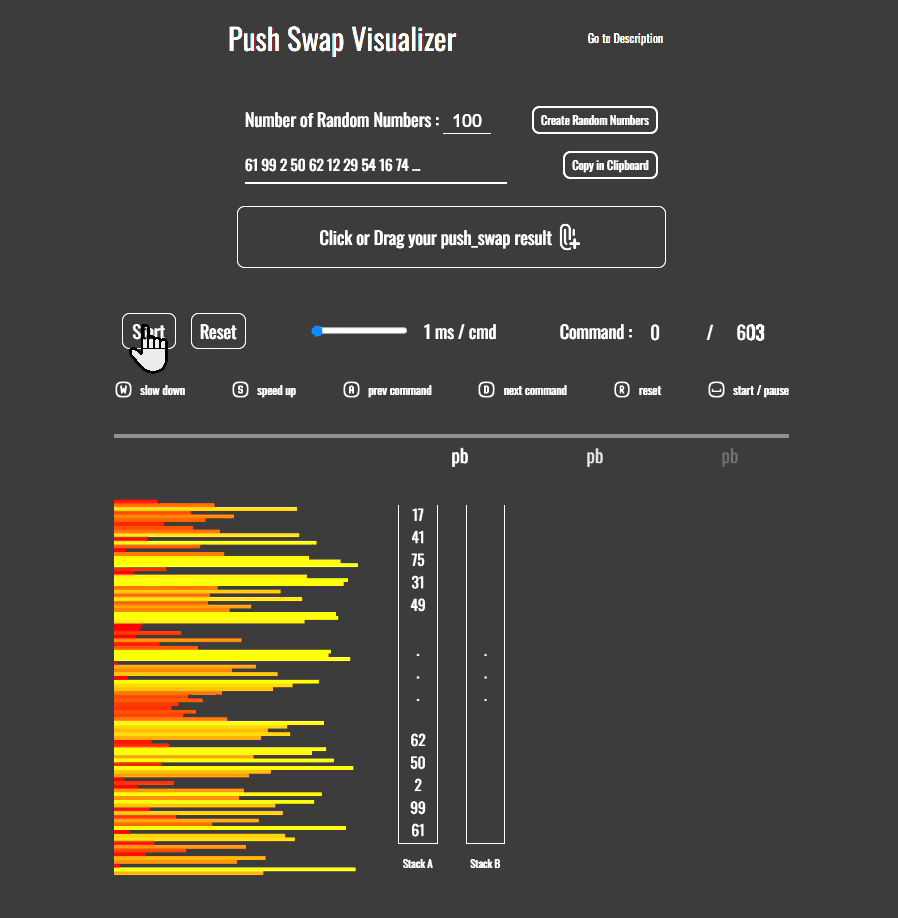 Push Swap Visualizer
Go to Description
Number of Random Numbers : 100
Create Random Numbers
61 99 2 50 62 12 29 54 16 74 ...
Copy in Clipboard
Click or Drag your push_swap result
Start
Reset
1 ms / cmd
Command : 0 / 603
W slow down
S speed up
A prev command
D next command
R reset
start / pause
pb pb pb
17
41
75
31
49
. .
. .
. .
62
50
2
99
61
Stack A
Stack B